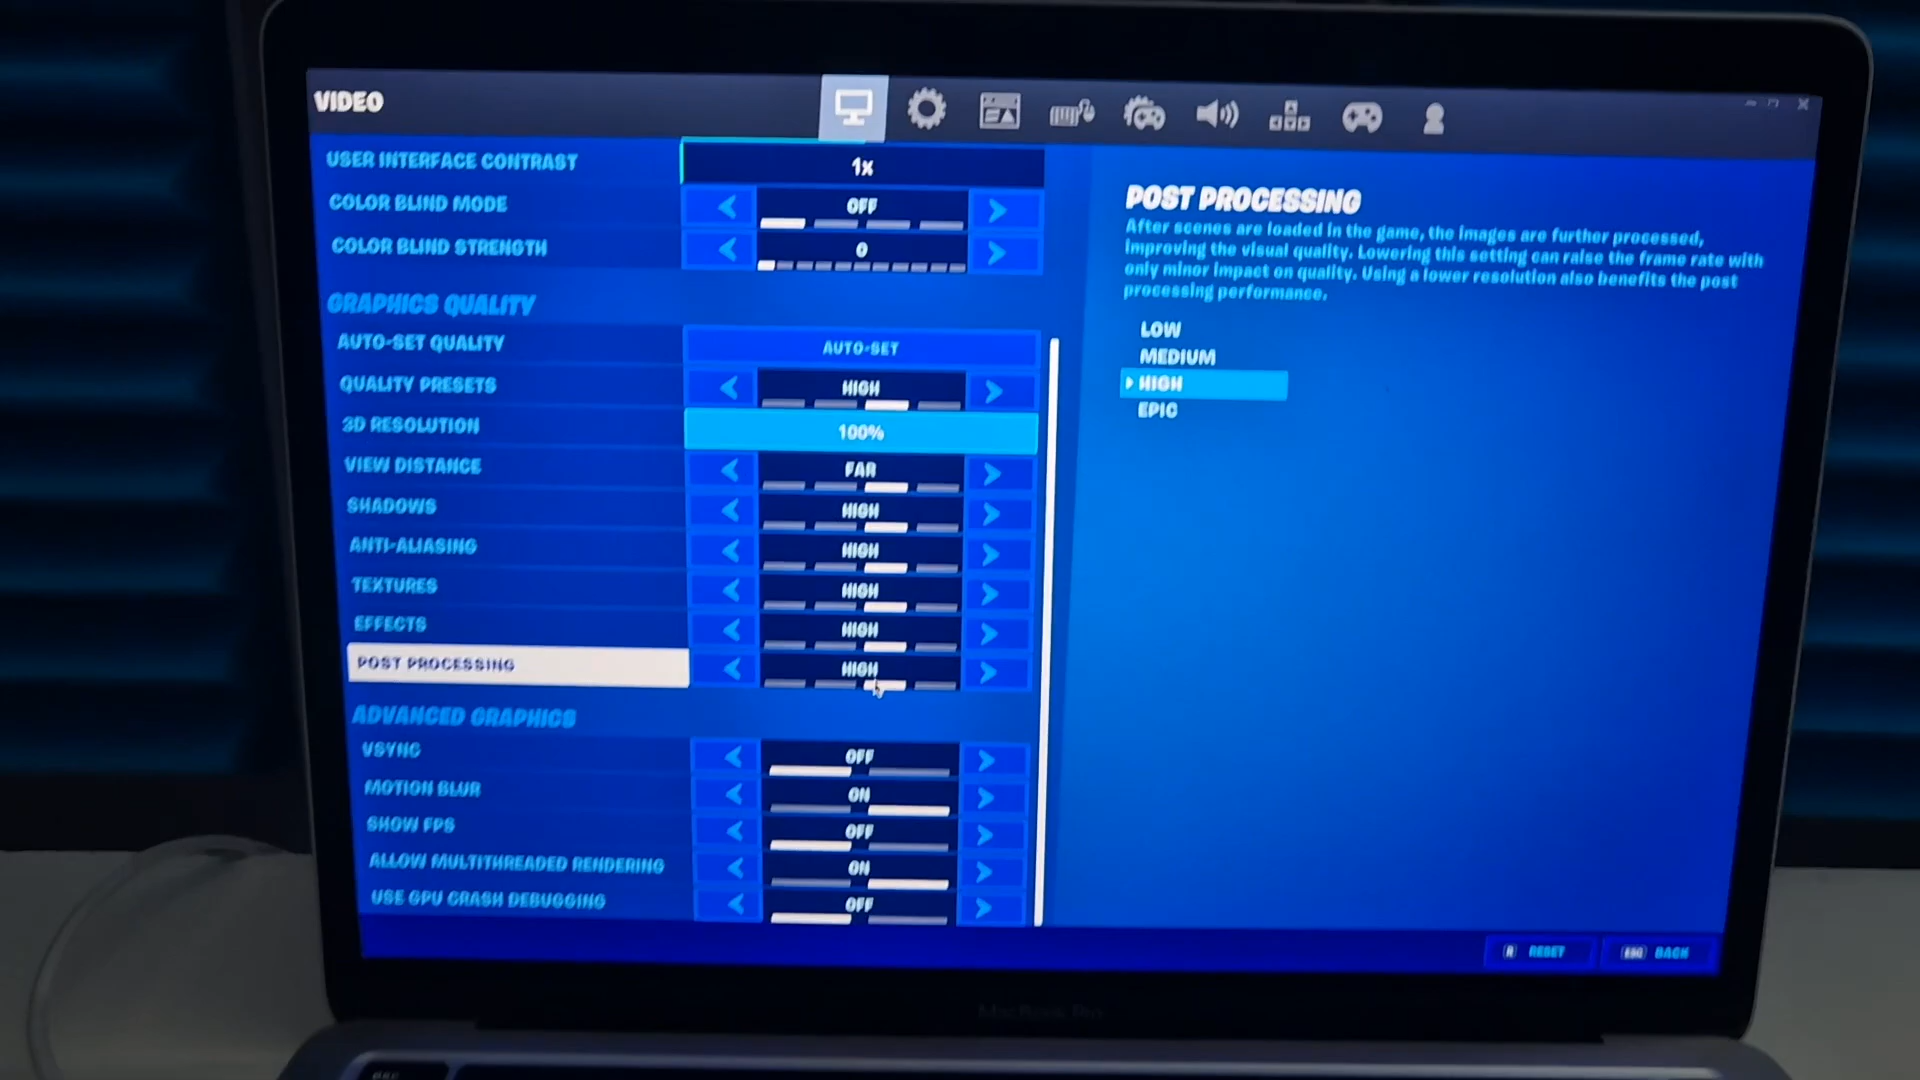 VIDEO
USER INTERFACE CONTRAST 1x
COLOR BLIND MODE OFF
COLOR BLIND STRENGTH 0
GRAPHICS QUALITY
AUTO-SET QUALITY AUTO-SET
QUALITY PRESETS HIGH
3D RESOLUTION 100%
VIEW DISTANCE FAR
SHADOWS HIGH
ANTI-ALIASING HIGH
TEXTURES HIGH
EFFECTS HIGH
POST PROCESSING HIGH
ADVANCED GRAPHICS
VSYNC OFF
MOTION BLUR ON
SHOW FPS OFF
ALLOW MULTITHREADED RENDERING ON
USE GPU CRASH DEBUGGING OFF
POST PROCESSING
After scenes are loaded in the game, the images are further processed,
improving the visual quality. Lowering this setting can raise the frame rate with
only minor impact on quality. Using a lower resolution also benefits the post
processing performance.
LOW
MEDIUM
HIGH
EPIC
R RESET ESC BACK
MacBook Pro
esc